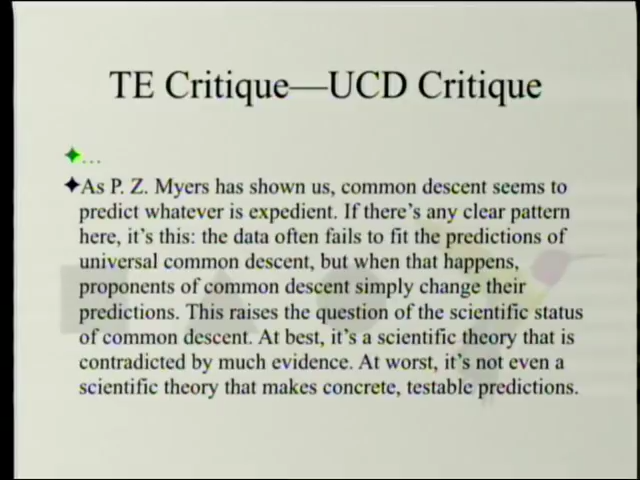 TE Critique—UCD Critique
...
As P. Z. Myers has shown us, common descent seems to
predict whatever is expedient. If there's any clear pattern
here, it's this: the data often fails to fit the predictions of
universal common descent, but when that happens,
proponents of common descent simply change their
predictions. This raises the question of the scientific status
of common descent. At best, it's a scientific theory that is
contradicted by much evidence. At worst, it's not even a
scientific theory that makes concrete, testable predictions.